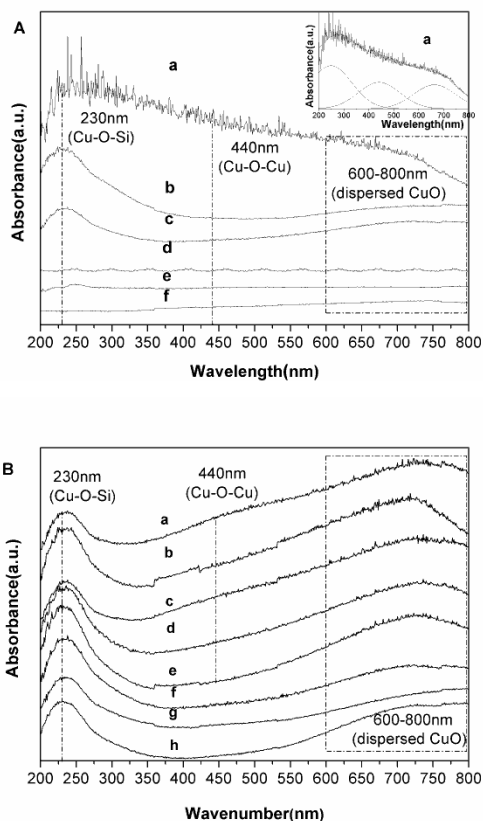 A
Absorbance(a.u.)
a
230nm
(Cu-O-Si)
440nm
(Cu-O-Cu)
600-800nm
(dispersed CuO)
b
c
d
e
f
200 250 300 350 400 450 500 550 600 650 700 750 800
Wavelength(nm)
Absorbance(a.u.)
a
200 300 400 500 600 700 800
Wavelength(nm)
B
Absorbance(a.u.)
230nm
(Cu-O-Si)
440nm
(Cu-O-Cu)
a
b
c
d
e
f
g
h
600-800nm
(dispersed CuO)
200 250 300 350 400 450 500 550 600 650 700 750 800
Wavenumber(nm)